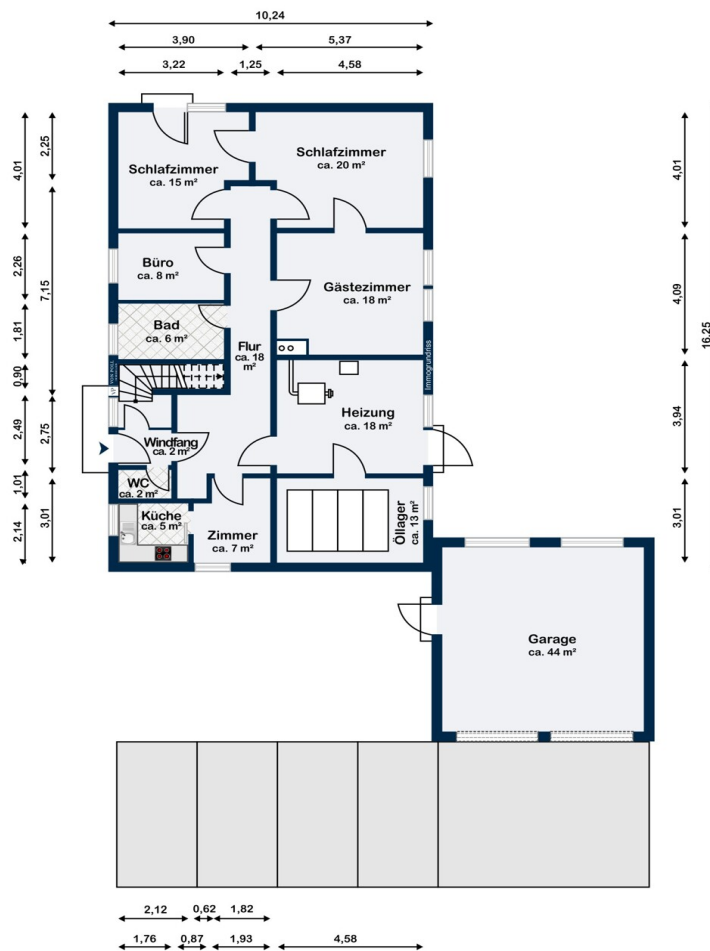 10,24
3,90
5,37
3,22
1,25
4,58
4,01
2,25
4,01
Schlafzimmer
ca. 15 m²
Schlafzimmer
ca. 20 m²
2,26
7,15
Büro
ca. 8 m²
Gästezimmer
ca. 18 m²
4,09
16,25
1,81
Bad
ca. 6 m²
Flur
ca. 18
m²
Immogrundriss
0,90
2,49
2,75
Windfang
ca. 2 m²
Heizung
ca. 18 m²
3,94
1,01
WC
ca. 2 m²
2,14
3,01
Küche
ca. 5 m²
Zimmer
ca. 7 m²
Öllager
ca. 13 m²
3,01
Garage
ca. 44 m²
2,12
0,62
1,82
1,76
0,87
1,93
4,58